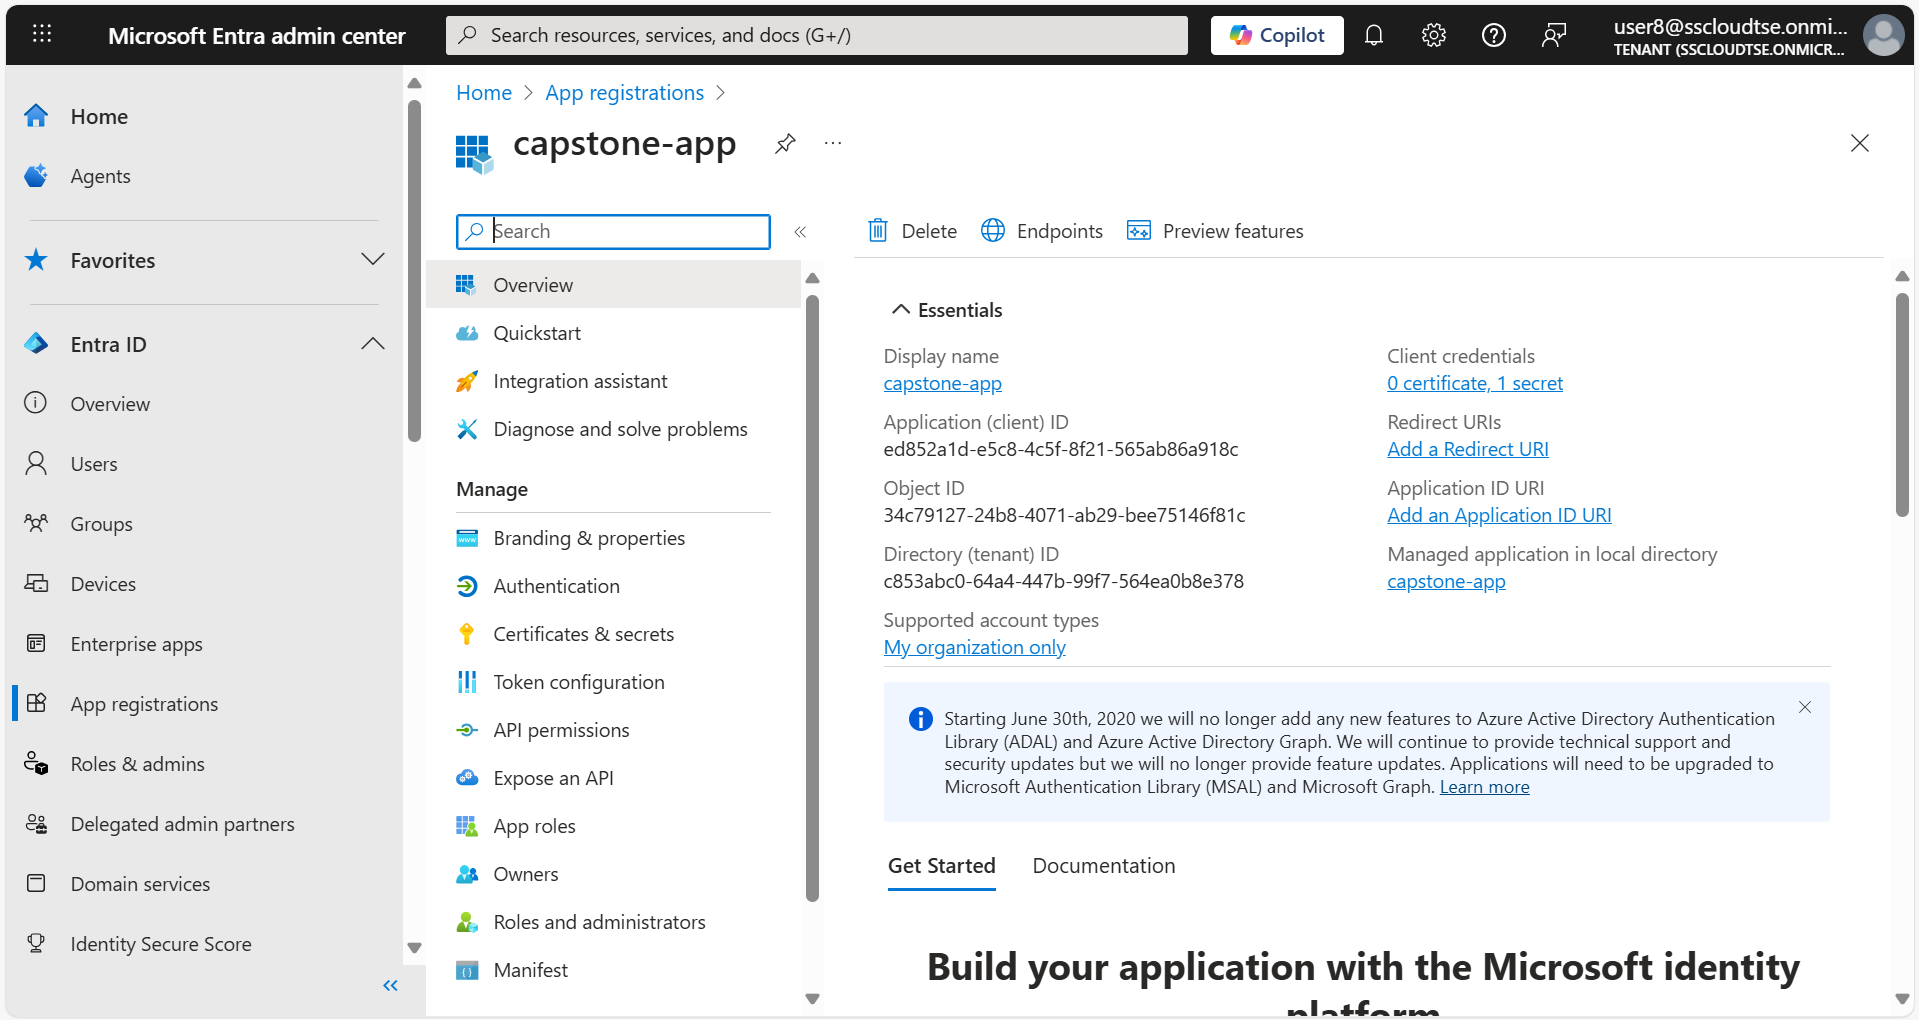 Microsoft Entra admin center
Search resources, services, and docs (G+/)
Copilot
user8@sscloudtse.onmi...
TENANT (SSCLOUDTSE.ONMICR...
Home
Agents
Favorites
Entra ID
Overview
Users
Groups
Devices
Enterprise apps
App registrations
Roles & admins
Delegated admin partners
Domain services
Identity Secure Score
Home > App registrations >
capstone-app
Search
Overview
Quickstart
Integration assistant
Diagnose and solve problems
Manage
Branding & properties
Authentication
Certificates & secrets
Token configuration
API permissions
Expose an API
App roles
Owners
Roles and administrators
Manifest
Delete
Endpoints
Preview features
Essentials
Display name
capstone-app
Application (client) ID
ed852a1d-e5c8-4c5f-8f21-565ab86a918c
Object ID
34c79127-24b8-4071-ab29-bee75146f81c
Directory (tenant) ID
c853abc0-64a4-447b-99f7-564ea0b8e378
Supported account types
My organization only
Client credentials
0 certificate, 1 secret
Redirect URIs
Add a Redirect URI
Application ID URI
Add an Application ID URI
Managed application in local directory
capstone-app
Starting June 30th, 2020 we will no longer add any new features to Azure Active Directory Authentication
Library (ADAL) and Azure Active Directory Graph. We will continue to provide technical support and
security updates but we will no longer provide feature updates. Applications will need to be upgraded to
Microsoft Authentication Library (MSAL) and Microsoft Graph. Learn more
Get Started
Documentation
Build your application with the Microsoft identity
platform